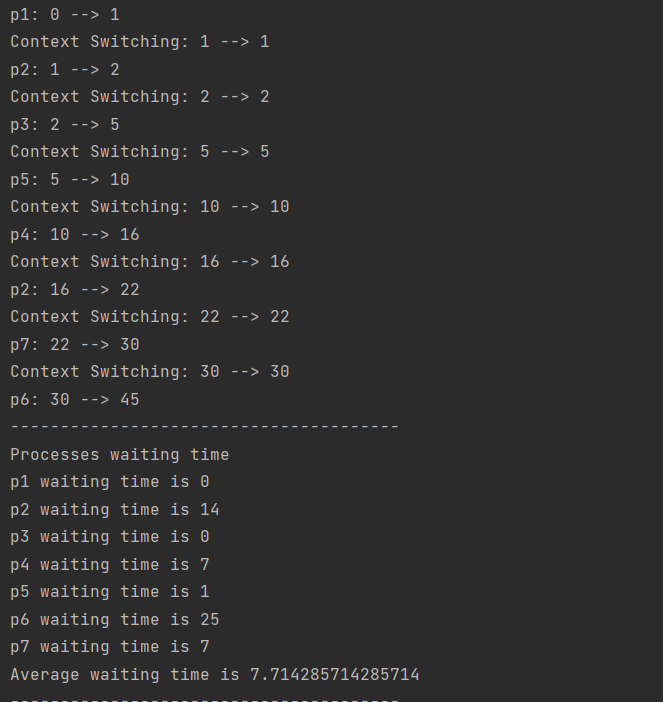 p1: 0 --> 1
Context Switching: 1 --> 1
p2: 1 --> 2
Context Switching: 2 --> 2
p3: 2 --> 5
Context Switching: 5 --> 5
p5: 5 --> 10
Context Switching: 10 --> 10
p4: 10 --> 16
Context Switching: 16 --> 16
p2: 16 --> 22
Context Switching: 22 --> 22
p7: 22 --> 30
Context Switching: 30 --> 30
p6: 30 --> 45
---------------------------------------
Processes waiting time
p1 waiting time is 0
p2 waiting time is 14
p3 waiting time is 0
p4 waiting time is 7
p5 waiting time is 1
p6 waiting time is 25
p7 waiting time is 7
Average waiting time is 7.714285714285714
---------------------------------------